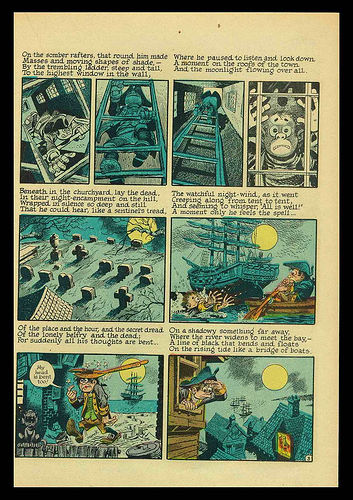 On the somber rafters, that round him made
Masses and moving shapes of shade,—
By the trembling ladder, steep and tall,
To the highest window in the wall,
Where he paused to listen and look down
A moment on the roofs of the town
And the moonlight flowing over all.
Beneath in the churchyard, lay the dead,
In their night-encampment on the hill,
Wrapped in silence so deep and still
That he could hear, like a sentinel's tread,
The watchful night-wind, as it went
Creeping along from tent to tent,
And seeming to whisper, "All is well!"
A moment only he feels the spell...
Of the place and the hour, and the secret dread
Of the lonely belfry and the dead;
For suddenly all his thoughts are bent...
On a shadowy something far away,
Where the river widens to meet the bay,—
A line of black that bends and floats
On the rising tide like a bridge of boats.
My
head
is bent
too!
3